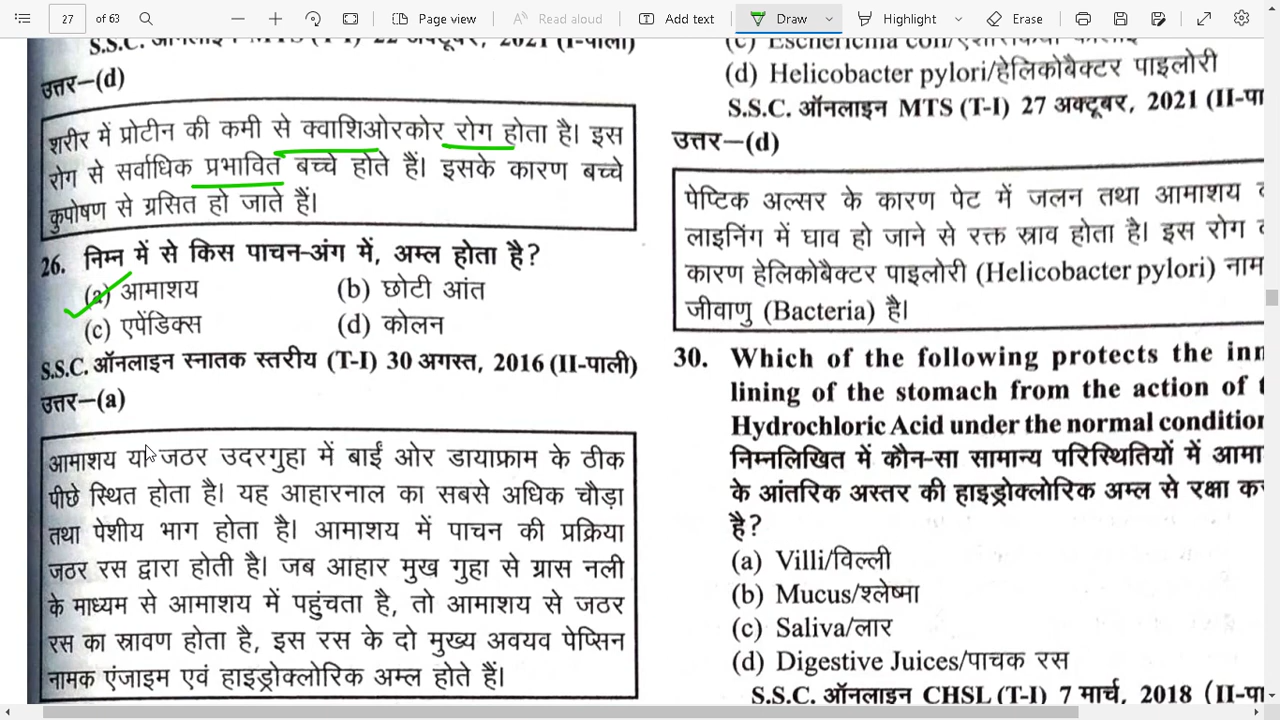 27 of 63 Page view Read aloud Add text Draw Highlight Erase
उत्तर–(d)
शरीर में प्रोटीन की कमी से क्वाशिओरकोर रोग होता है। इस
रोग से सर्वाधिक प्रभावित बच्चे होते हैं। इसके कारण बच्चे
कुपोषण से ग्रसित हो जाते हैं।
26. निम्न में से किस पाचन-अंग में, अम्ल होता है?
(a) आमाशय (b) छोटी आंत
(c) एपेंडिक्स (d) कोलन
S.S.C. ऑनलाइन स्नातक स्तरीय (T-I) 30 अगस्त, 2016 (II-पाली)
उत्तर–(a)
आमाशय या जठर उदरगुहा में बाईं ओर डायाफ्राम के ठीक
पीछे स्थित होता है। यह आहारनाल का सबसे अधिक चौड़ा
तथा पेशीय भाग होता है। आमाशय में पाचन की प्रक्रिया
जठर रस द्वारा होती है। जब आहार मुख गुहा से ग्रास नली
के माध्यम से आमाशय में पहुंचता है, तो आमाशय से जठर
रस का स्रावण होता है, इस रस के दो मुख्य अवयव पेप्सिन
नामक एंजाइम एवं हाइड्रोक्लोरिक अम्ल होते हैं।
(d) Helicobacter pylori/हेलिकोबैक्टर पाइलोरी
S.S.C. ऑनलाइन MTS (T-I) 27 अक्टूबर, 2021 (II-पा
उत्तर–(d)
पेप्टिक अल्सर के कारण पेट में जलन तथा आमाशय
लाइनिंग में घाव हो जाने से रक्त स्राव होता है। इस रोग
कारण हेलिकोबैक्टर पाइलोरी (Helicobacter pylori) नाम
जीवाणु (Bacteria) है।
30. Which of the following protects the inn
lining of the stomach from the action of t
Hydrochloric Acid under the normal condition
निम्नलिखित में कौन-सा सामान्य परिस्थितियों में आमा
के आंतरिक अस्तर की हाइड्रोक्लोरिक अम्ल से रक्षा कर
है?
(a) Villi/विल्ली
(b) Mucus/श्लेष्मा
(c) Saliva/लार
(d) Digestive Juices/पाचक रस
S.S.C. ऑनलाइन CHSL (T-I) 7 मार्च, 2018 (II-पा